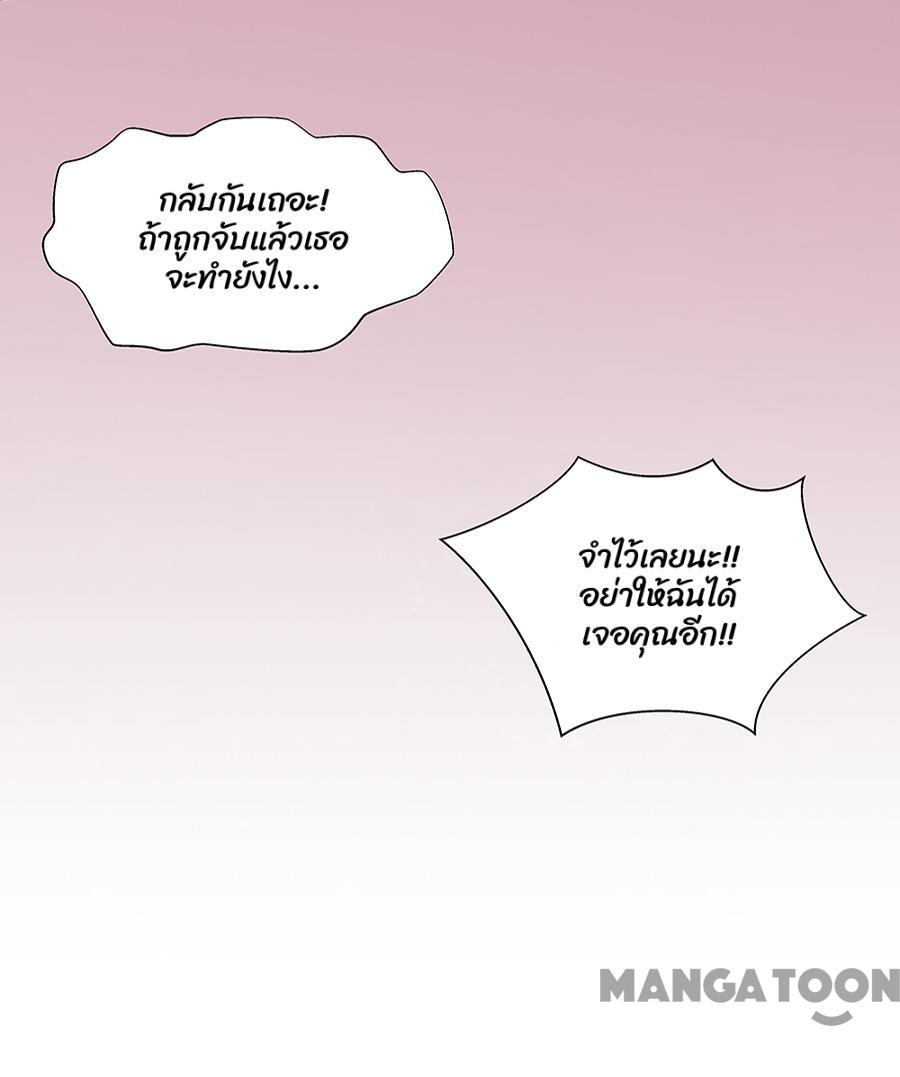 กลับกันเถอะ!
ถ้าถูกจับแล้วเธอ
จะทำยังไง...
จำไว้เลยนะ!!
อย่าให้ฉันได้
เจอคุณอีก!!
MANGATOON